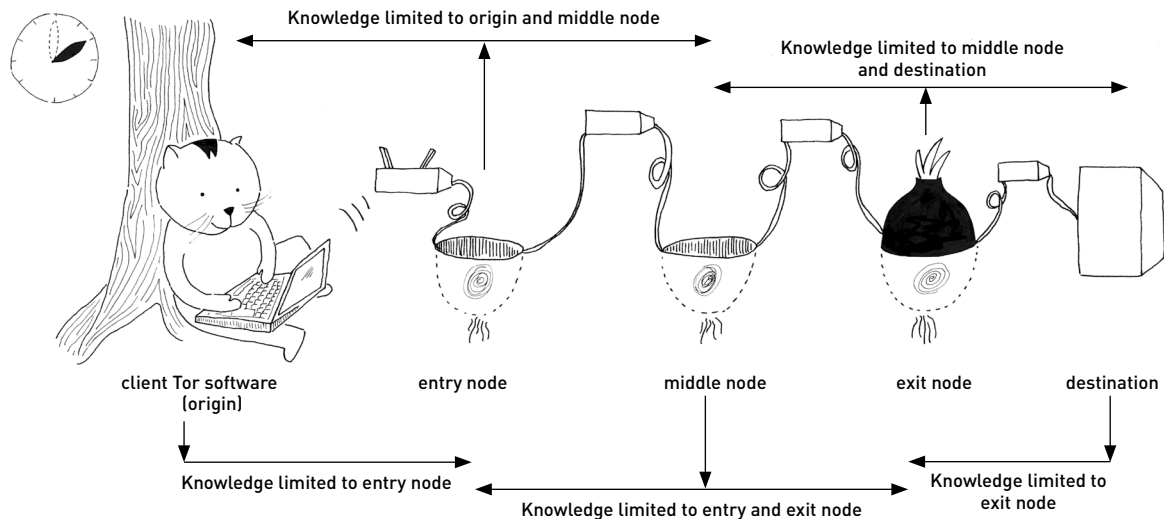 Knowledge limited to origin and middle node
Knowledge limited to middle node
and destination
client Tor software
(origin)
entry node
middle node
exit node
destination
Knowledge limited to entry node
Knowledge limited to entry and exit node
Knowledge limited to
exit node